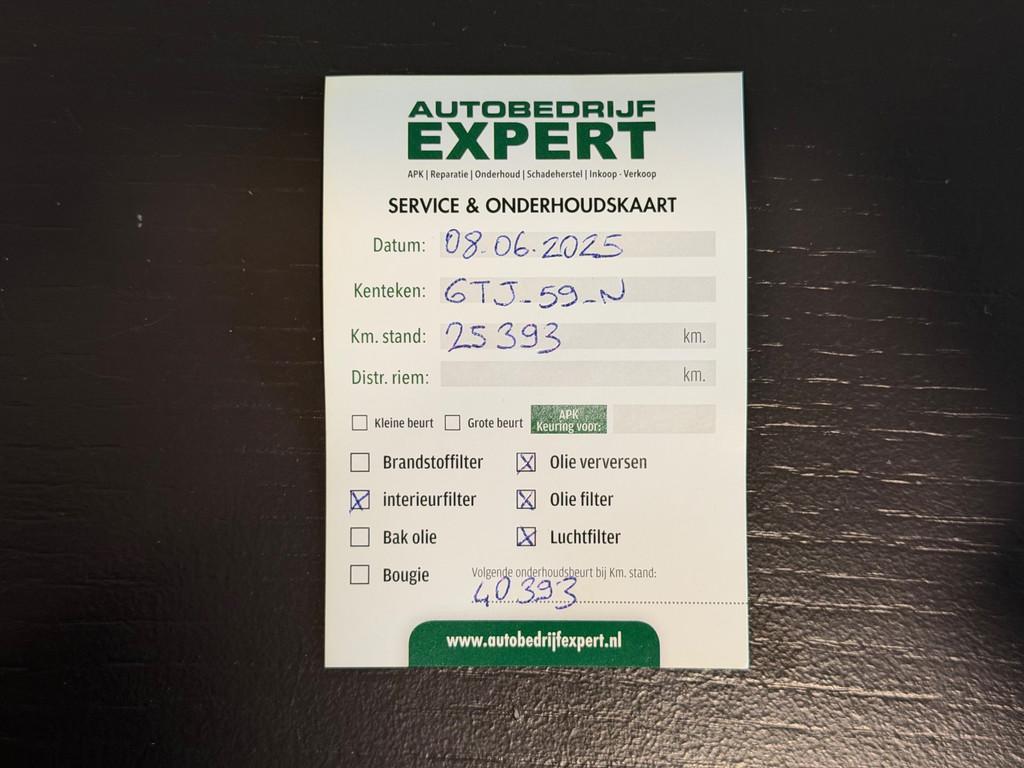 AUTOBEDRIJF
EXPERT
APK | Reparatie | Onderhoud | Schadeherstel | Inkoop - Verkoop
SERVICE & ONDERHOUDSKAART
Datum: 08.06.2025
Kenteken: GTJ-59-N
Km. stand: 25393 km.
Distr. riem: km.
Kleine beurt Grote beurt APK Keuring voor:
Brandstoffilter Olie verversen
interieurfilter Olie filter
Bak olie Luchtfilter
Bougie Volgende onderhoudsbeurt bij Km. stand:
40393
www.autobedrijfexpert.nl